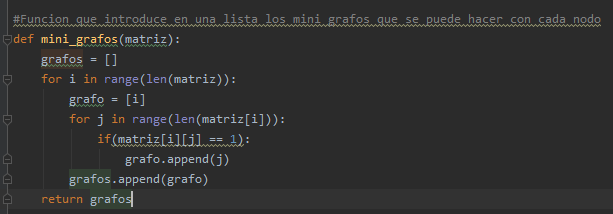 #Funcion que introduce en una lista los mini grafos que se puede hacer con cada nodo
def mini_grafos(matriz):
    grafos = []
    for i in range(len(matriz)):
        grafo = [i]
        for j in range(len(matriz[i])):
            if(matriz[i][j] == 1):
                grafo.append(j)
        grafos.append(grafo)
    return grafos